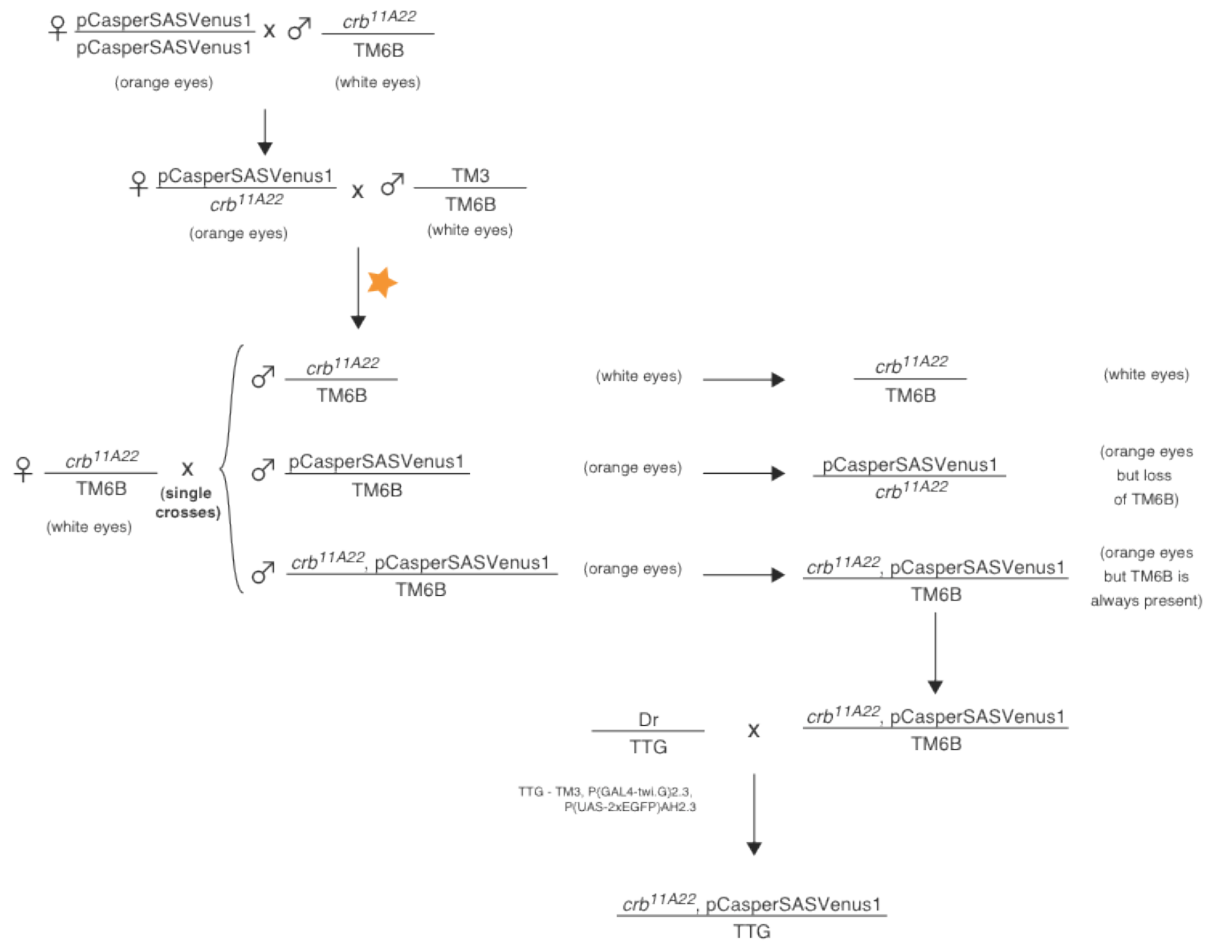 ♀ pCasperSASVenus1 x ♂ crb11A22
pCasperSASVenus1 TM6B
(orange eyes) (white eyes)
♀ pCasperSASVenus1 x ♂ TM3
crb11A22 TM6B
(orange eyes) (white eyes)
♂ crb11A22 (white eyes) crb11A22 (white eyes)
TM6B TM6B
♀ crb11A22 x ♂ pCasperSASVenus1 (orange eyes) pCasperSASVenus1 (orange eyes
TM6B (single TM6B crb11A22 but loss
crosses) of TM6B)
(white eyes)
♂ crb11A22, pCasperSASVenus1 (orange eyes) crb11A22, pCasperSASVenus1 (orange eyes
TM6B TM6B but TM6B is
always present)
Dr x crb11A22, pCasperSASVenus1
TTG TM6B
TTG - TM3, P(GAL4-twi.G)2.3,
P(UAS-2xEGFP)AH2.3
crb11A22, pCasperSASVenus1
TTG